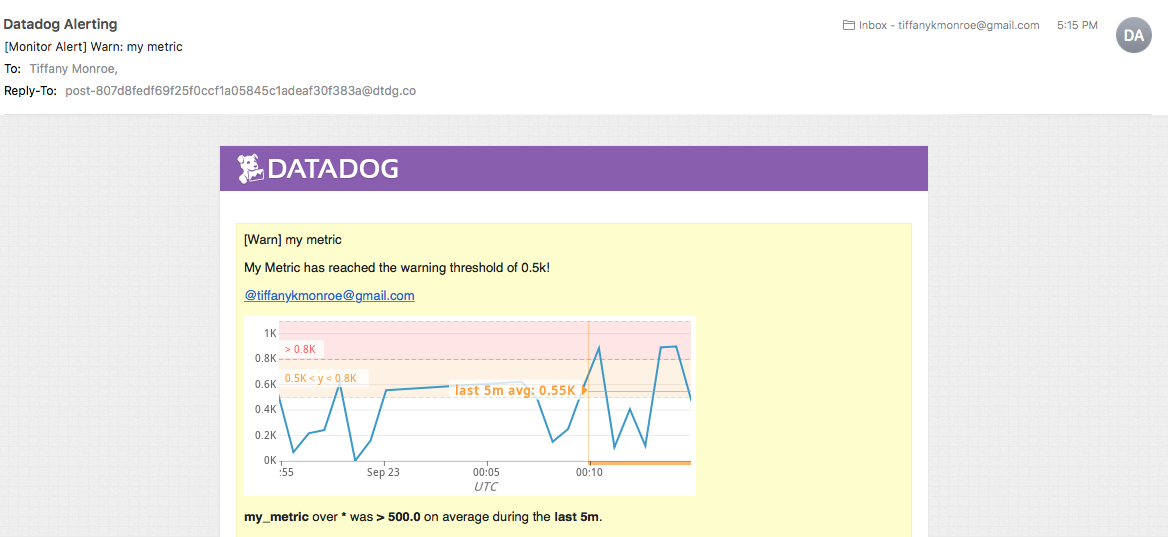 Datadog Alerting
Inbox - tiffanykmonroe@gmail.com 5:15 PM
DA
[Monitor Alert] Warn: my metric
To: Tiffany Monroe,
Reply-To: post-807d8fedf69f25f0ccf1a05845c1adeaf30f383a@dtdg.co
DATADOG
[Warn] my metric
My Metric has reached the warning threshold of 0.5k!
@tiffanykmonroe@gmail.com
1K
> 0.8K
0.8K
0.5K < y < 0.8K
0.6K
last 5m avg: 0.55K
0.4K
0.2K
0K
:55 Sep 23 00:05 00:10
UTC
my_metric over * was > 500.0 on average during the last 5m.